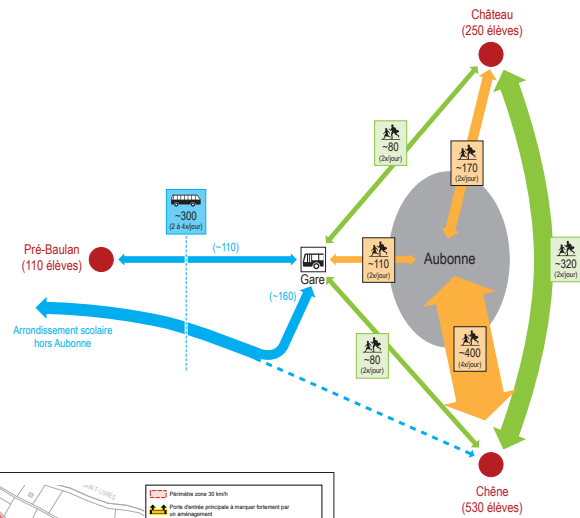 Château
(250 élèves)
~80
(2x/jour)
~170
(2x/jour)
~300
(2 à 4x/jour)
Pré-Baulan
(110 élèves)
(~110)
Gare
~110
(2x/jour)
Aubonne
~320
(2x/jour)
(~160)
Arrondissement scolaire
hors Aubonne
~80
(2x/jour)
~400
(4x/jour)
Chêne
(530 élèves)
SAINT-LIVRES
Périmètre zone 30 km/h
Porte d'entrée principale à marquer fortement par
un aménagement